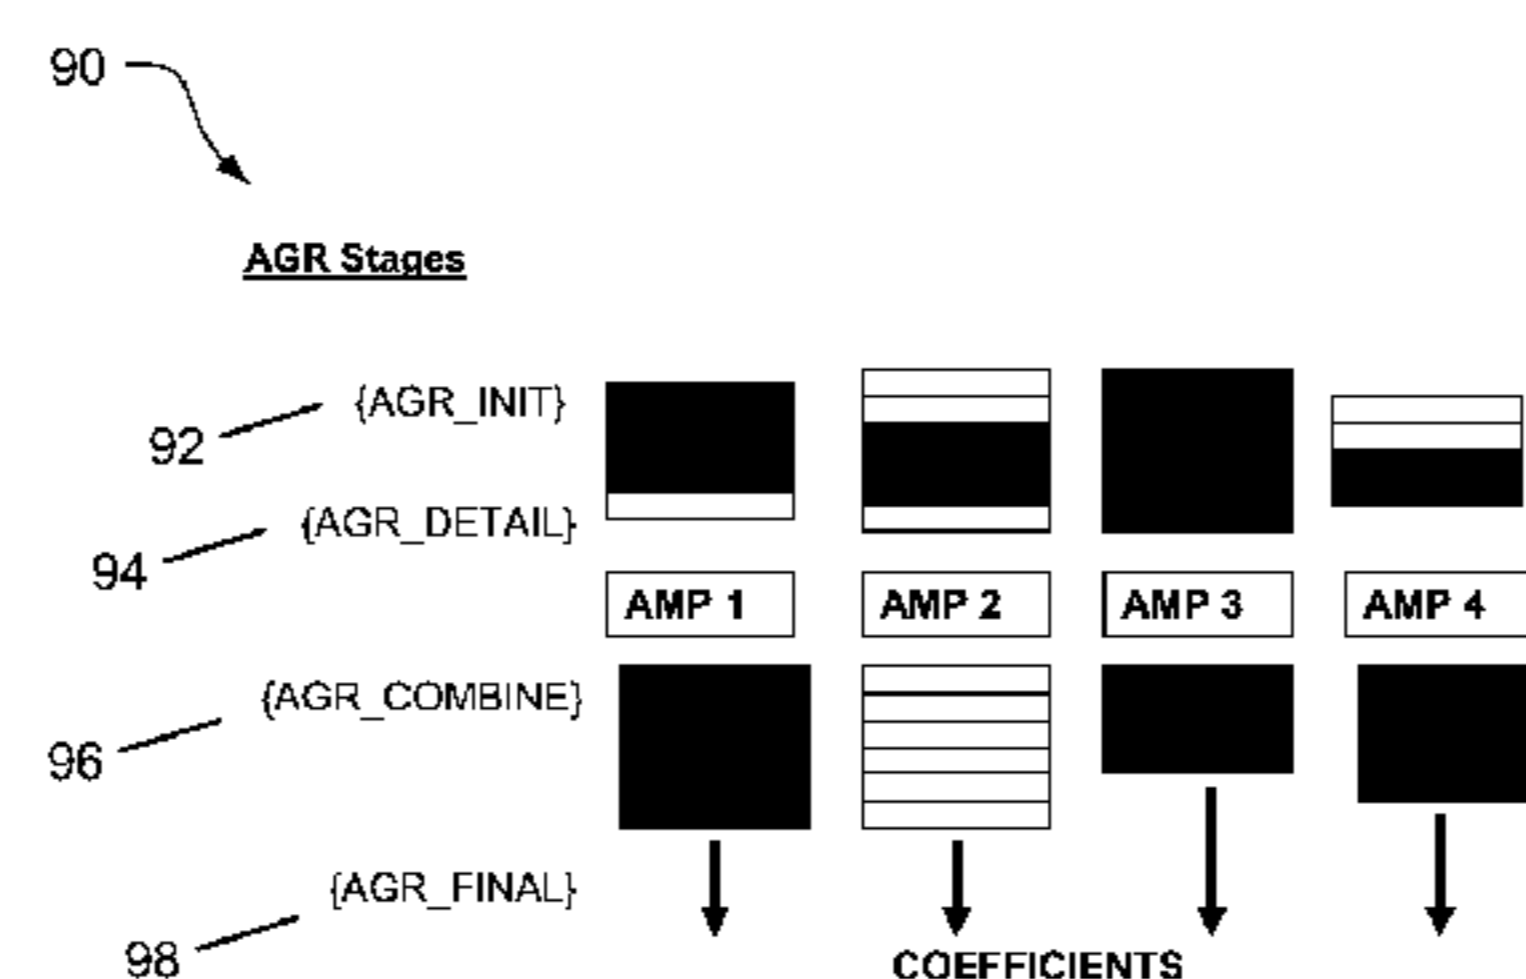 90
AGR Stages
{AGR_INIT}
92
{AGR_DETAIL}
94
AMP 1 AMP 2 AMP 3 AMP 4
{AGR_COMBINE}
96
{AGR_FINAL}
98
COEFFICIENTS